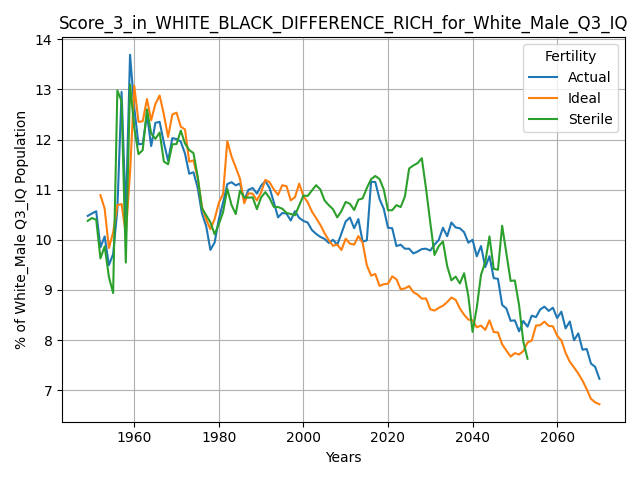 Score_3_in_WHITE_BLACK_DIFFERENCE_RICH_for_White_Male_Q3_IQ
% of White_Male Q3_IQ Population
14
13
12
11
10
9
8
7
Fertility
Actual
Ideal
Sterile
1960
1980
2000
2020
2040
2060
Years